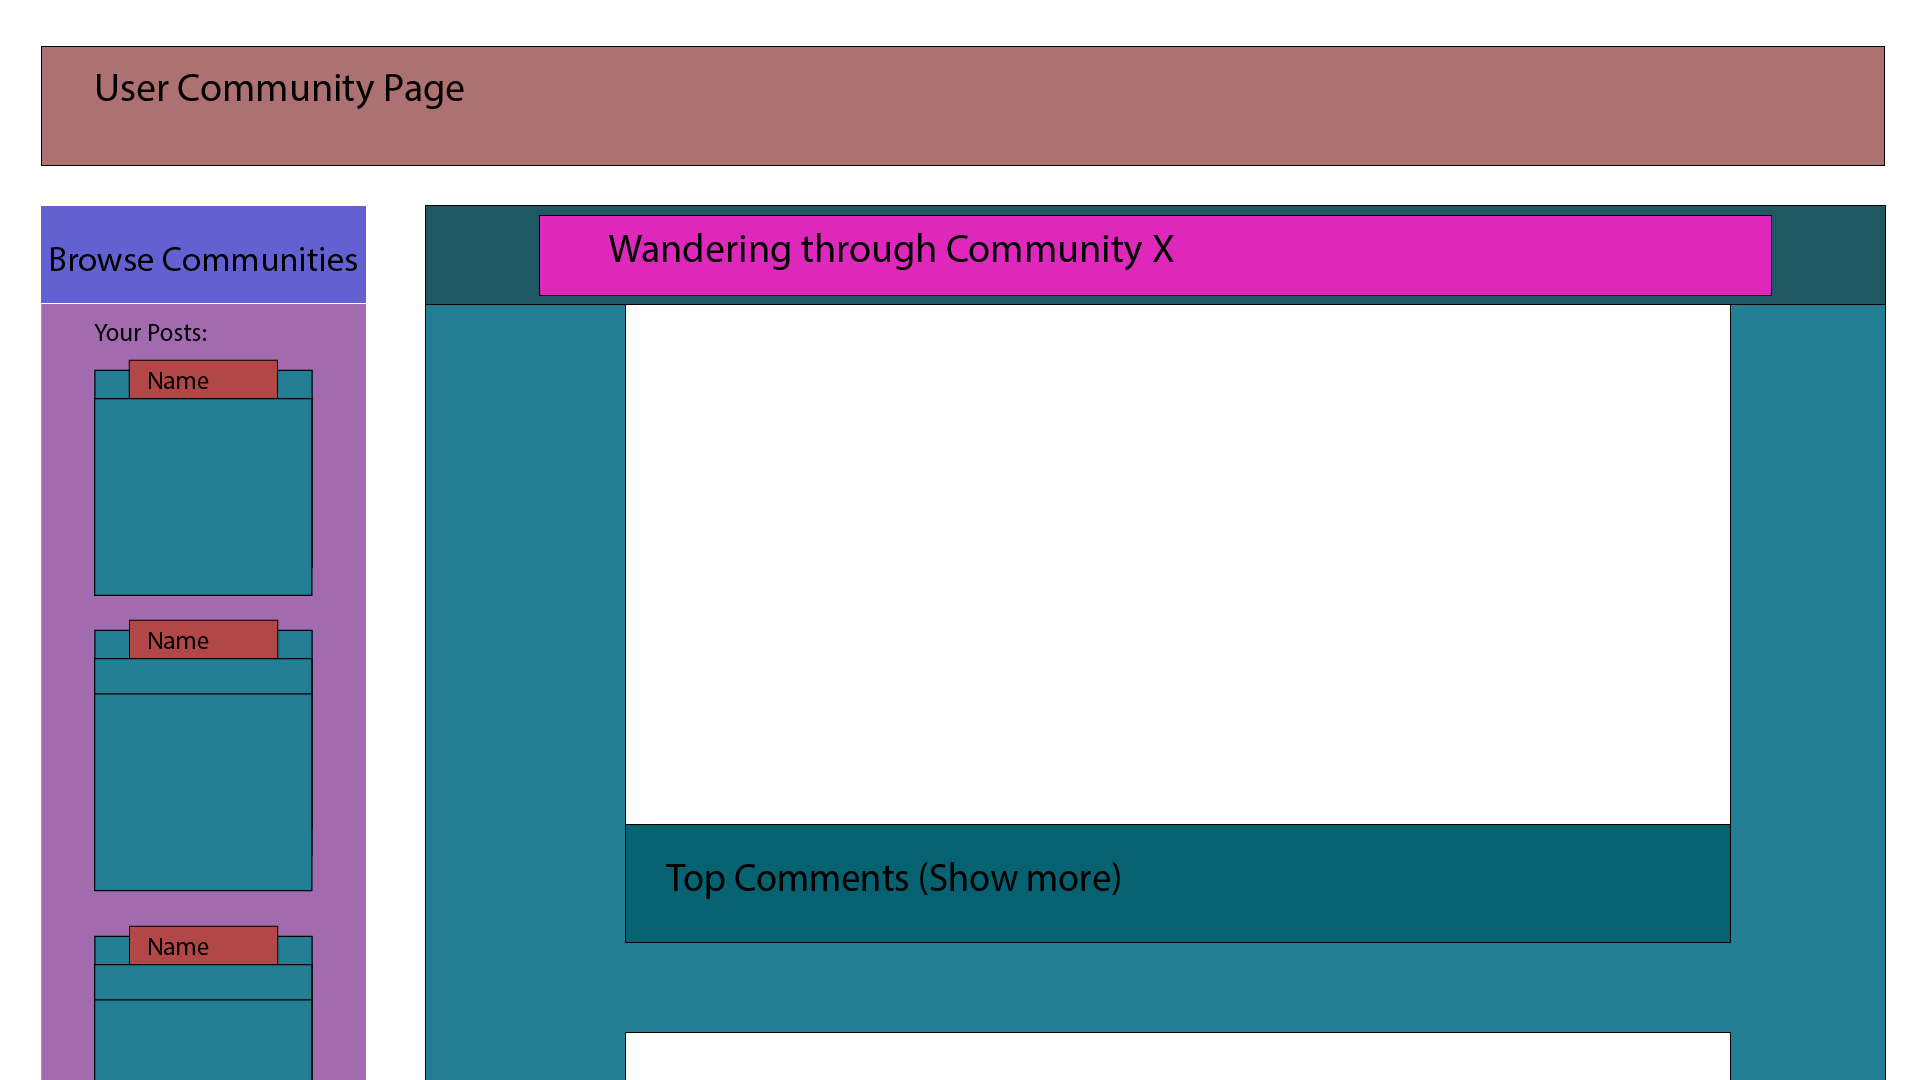 User Community Page
Browse Communities
Wandering through Community X
Your Posts:
Name
Name
Top Comments (Show more)
Name